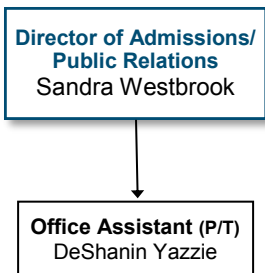 Director of Admissions/
Public Relations
Sandra Westbrook
Office Assistant (P/T)
DeShanin Yazzie